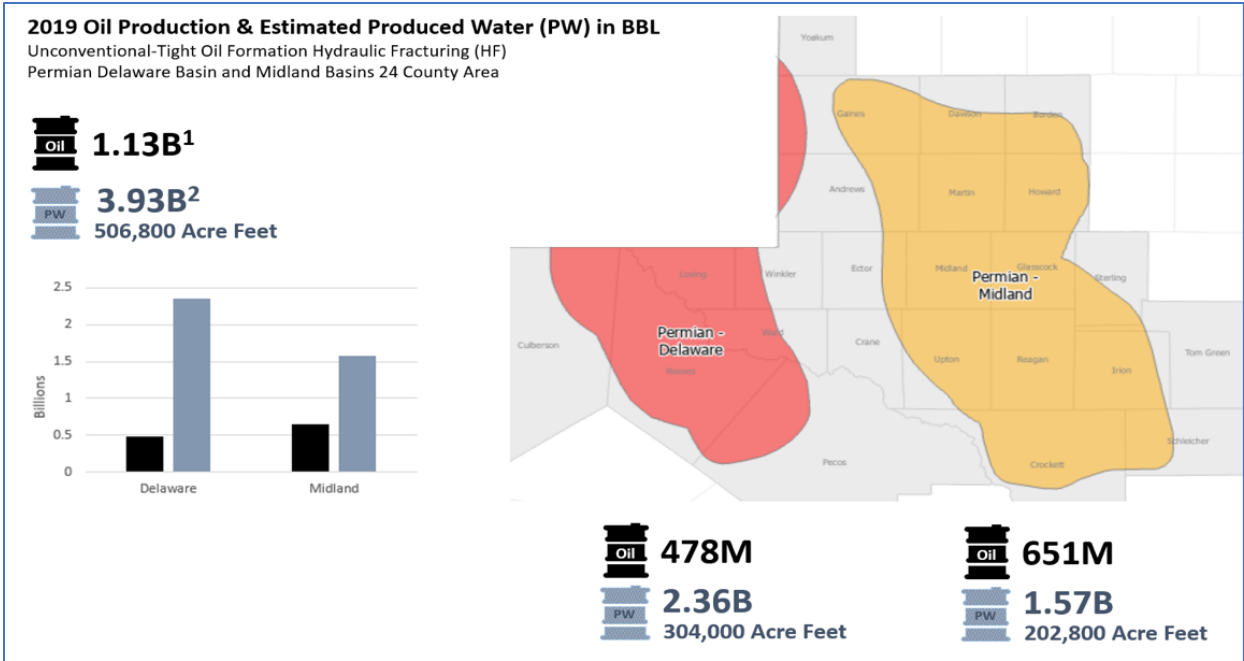 2019 Oil Production & Estimated Produced Water (PW) in BBL
Unconventional-Tight Oil Formation Hydraulic Fracturing (HF)
Permian Delaware Basin and Midland Basins 24 County Area
Oil 1.13B¹
PW 3.93B²
506,800 Acre Feet
2.5
2
1.5
1
0.5
0
Billions
Delaware Midland
Yoakum
Gaines Dawson Borden
Andrews Martin Howard
Loving Winkler Ector Midland Glasscock Sterling
Permian - Midland
Culberson Ward Crane Upton Reagan Irion Tom Green
Permian - Delaware
Reeves
Pecos Crockett Schleicher
Oil 478M
PW 2.36B
304,000 Acre Feet
Oil 651M
PW 1.57B
202,800 Acre Feet